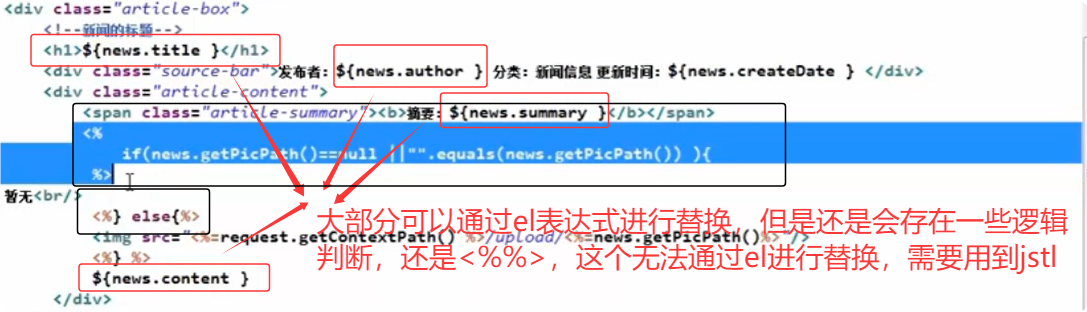 <div class="article-box">
<!--新闻的标题-->
<h1>${news.title }</h1>
<div class="source-bar">发布者：${news.author } 分类：新闻信息 更新时间：${news.createDate } </div>
<div class="article-content">
<span class="article-summary"><b>摘要：${news.summary }</b></span>
<%
if(news.getPicPath()==null ||"".equals(news.getPicPath()) ){
%>
暂无<br/>
<%} else{%>
<img src="<%=request.getContextPath() %>/upload/<%=news.getPicPath()%>"/>
<%} %>
${news.content }
</div>
大部分可以通过el表达式进行替换，但是还是会存在一些逻辑
判断，还是<%%>，这个无法通过el进行替换，需要用到jstl